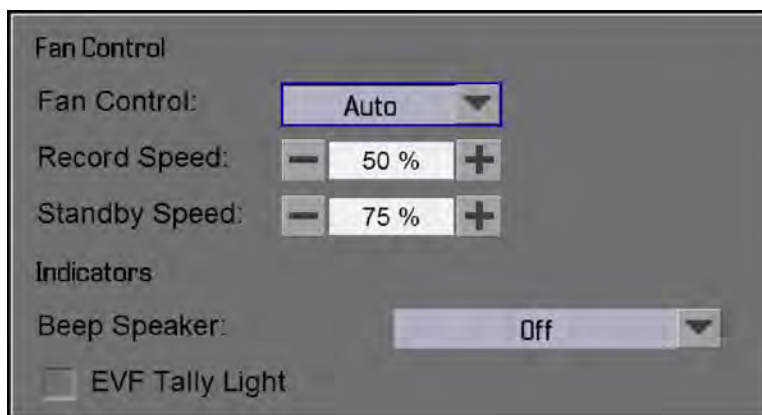 Fan Control
Fan Control: Auto
Record Speed: 50 %
Standby Speed: 75 %
Indicators
Beep Speaker: Off
EVF Tally Light